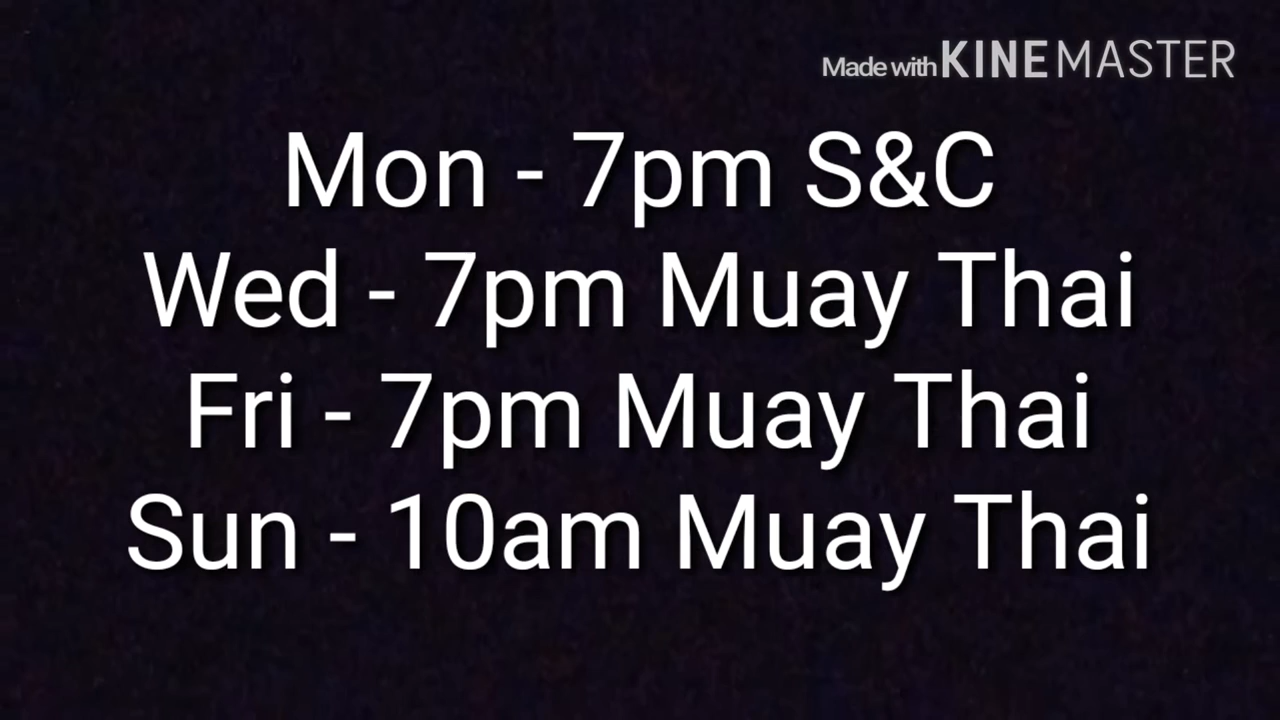 Made with KINEMASTER
Mon - 7pm S&C
Wed - 7pm Muay Thai
Fri - 7pm Muay Thai
Sun - 10am Muay Thai